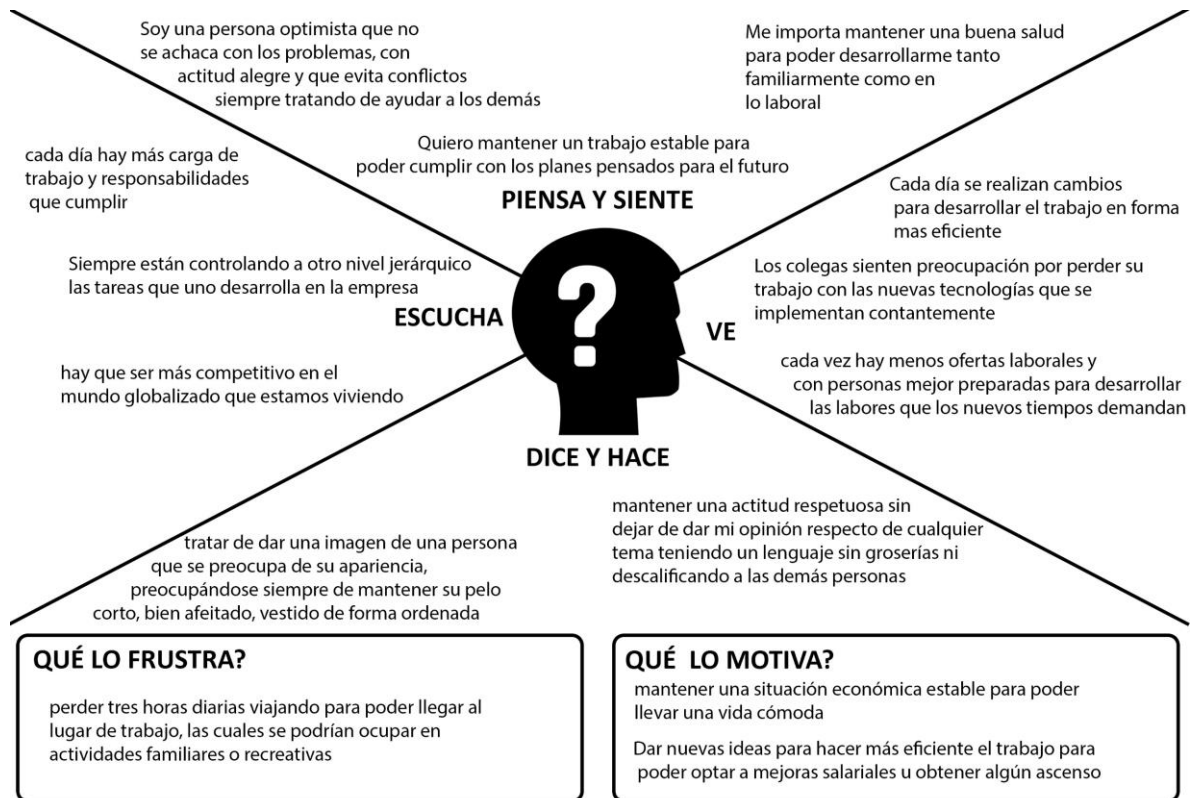 Soy una persona optimista que no
se achaca con los problemas, con
actitud alegre y que evita conflictos
siempre tratando de ayudar a los demás
Me importa mantener una buena salud
para poder desarrollarme tanto
familiarmente como en
lo laboral
Quiero mantener un trabajo estable para
poder cumplir con los planes pensados para el futuro
PIENSA Y SIENTE
cada día hay más carga de
trabajo y responsabilidades
que cumplir
Siempre están controlando a otro nivel jerárquico
las tareas que uno desarrolla en la empresa
ESCUCHA
hay que ser más competitivo en el
mundo globalizado que estamos viviendo
?
Cada día se realizan cambios
para desarrollar el trabajo en forma
mas eficiente
Los colegas sienten preocupación por perder su
trabajo con las nuevas tecnologías que se
implementan contantemente
VE
cada vez hay menos ofertas laborales y
con personas mejor preparadas para desarrollar
las labores que los nuevos tiempos demandan
DICE Y HACE
tratar de dar una imagen de una persona
que se preocupa de su apariencia,
preocupándose siempre de mantener su pelo
corto, bien afeitado, vestido de forma ordenada
mantener una actitud respetuosa sin
dejar de dar mi opinión respecto de cualquier
tema teniendo un lenguaje sin groserías ni
descalificando a las demás personas
QUÉ LO FRUSTRA?
perder tres horas diarias viajando para poder llegar al
lugar de trabajo, las cuales se podrían ocupar en
actividades familiares o recreativas
QUÉ LO MOTIVA?
mantener una situación económica estable para poder
llevar una vida cómoda
Dar nuevas ideas para hacer más eficiente el trabajo para
poder optar a mejoras salariales u obtener algún ascenso